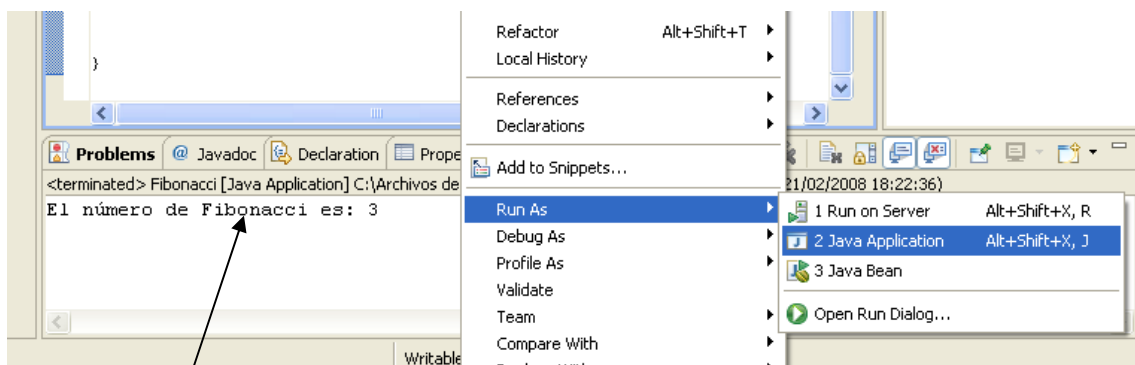 Refactor Alt+Shift+T
Local History
}
References
Declarations
Problems @ Javadoc Declaration
Add to Snippets...
<terminated> Fibonacci [Java Application] C:\Archivos de 21/02/2008 18:22:36)
El número de Fibonacci es: 3
Run As
1 Run on Server Alt+Shift+X, R
Debug As
2 Java Application Alt+Shift+X, J
Profile As
3 Java Bean
Validate
Team
Open Run Dialog...
Compare With
Writable